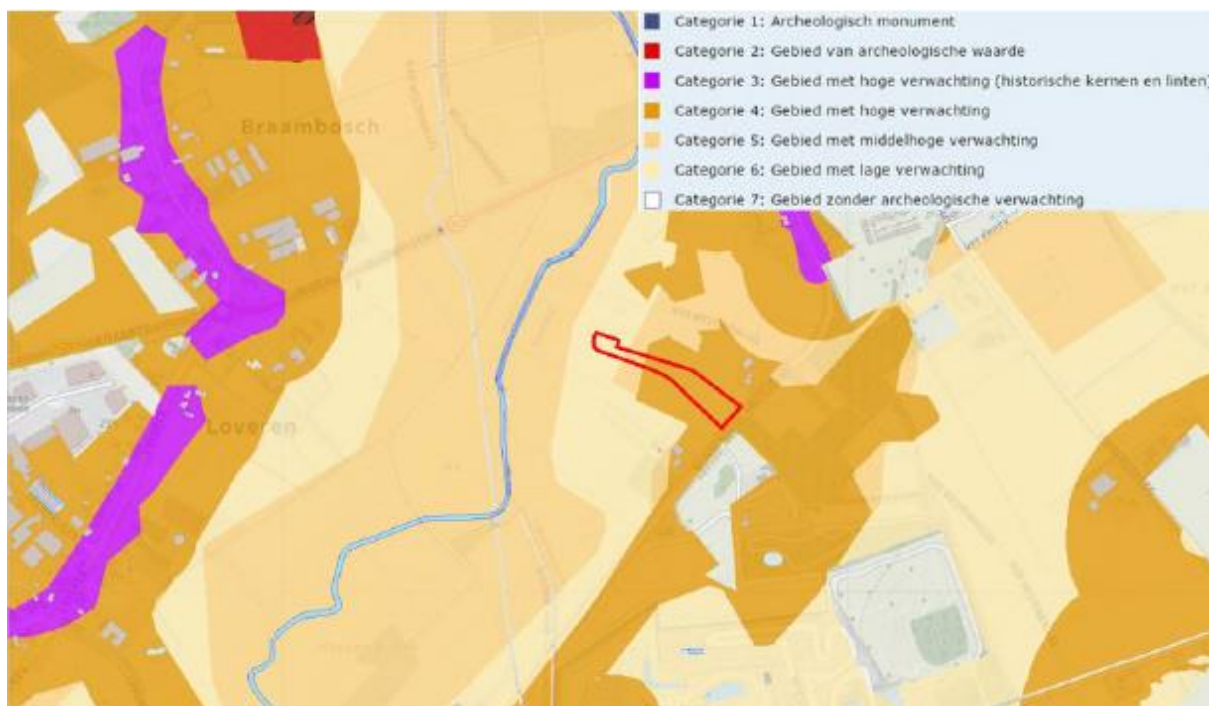 Categorie 1: Archeologisch monument
Categorie 2: Gebied van archeologische waarde
Categorie 3: Gebied met hoge verwachting (historische kernen en linten)
Categorie 4: Gebied met hoge verwachting
Categorie 5: Gebied met middelhoge verwachting
Categorie 6: Gebied met lage verwachting
Categorie 7: Gebied zonder archeologische verwachting
Braambosch
Loveren